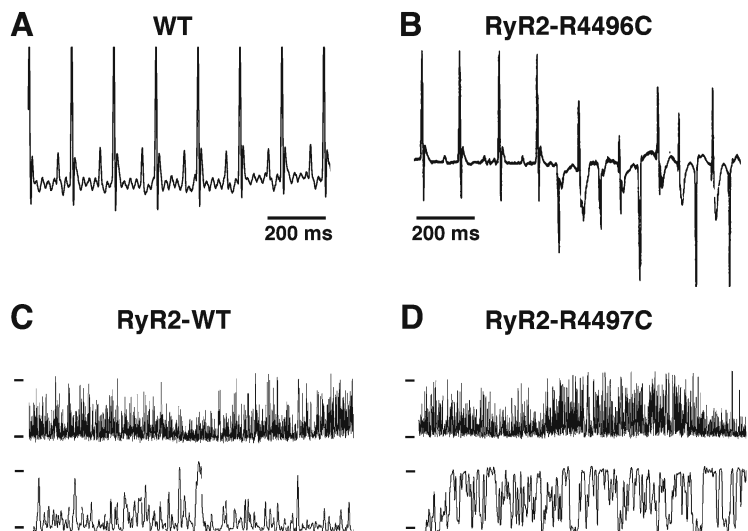 A WT
B RyR2-R4496C
200 ms
200 ms
C RyR2-WT
D RyR2-R4497C